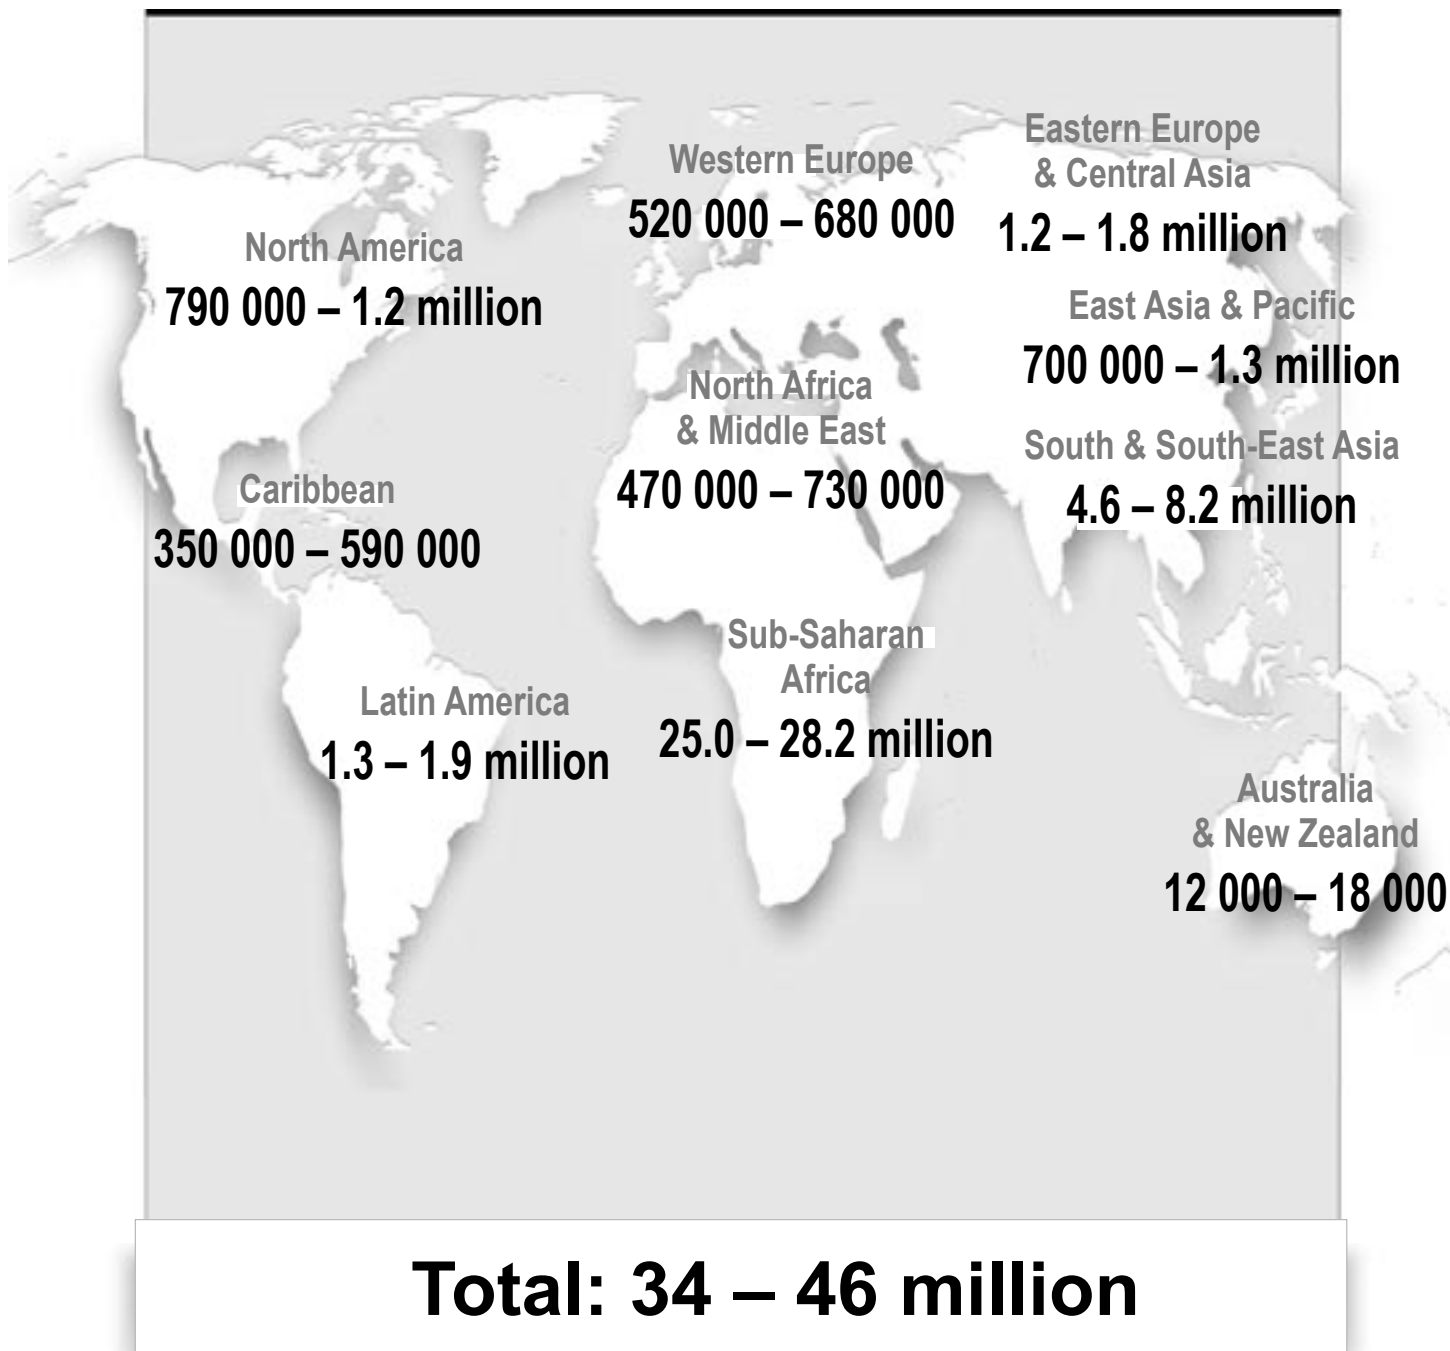 Western Europe
520 000 – 680 000
Eastern Europe
& Central Asia
1.2 – 1.8 million
North America
790 000 – 1.2 million
East Asia & Pacific
700 000 – 1.3 million
North Africa
& Middle East
470 000 – 730 000
South & South-East Asia
4.6 – 8.2 million
Caribbean
350 000 – 590 000
Sub-Saharan
Africa
25.0 – 28.2 million
Latin America
1.3 – 1.9 million
Australia
& New Zealand
12 000 – 18 000
Total: 34 – 46 million